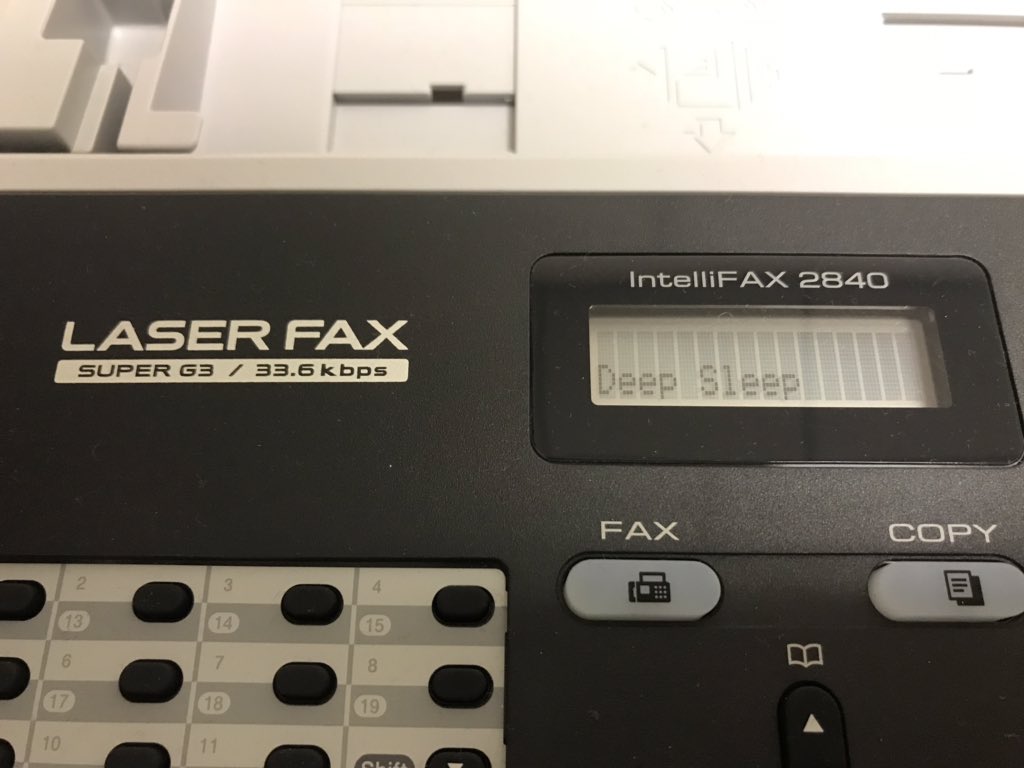 IntelliFAX 2840
LASER FAX
SUPER G3 / 33.6 kbps
Deep Sleep
FAX
COPY
2
3
4
13
14
15
6
7
8
17
18
19
10
11
Shift